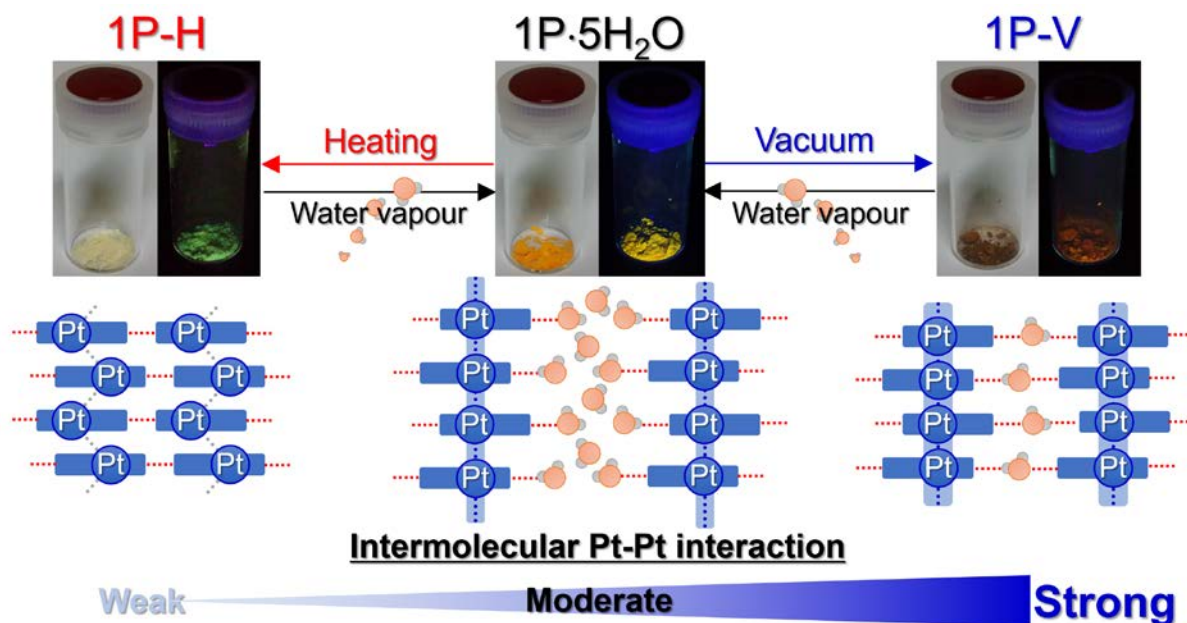 1P-H
1P·5H₂O
1P-V
Heating
Water vapour
Vacuum
Water vapour
Pt Pt Pt Pt Pt Pt
Pt Pt Pt Pt Pt Pt
Pt Pt Pt Pt Pt Pt
Pt Pt Pt Pt Pt Pt
Intermolecular Pt-Pt interaction
Weak Moderate Strong